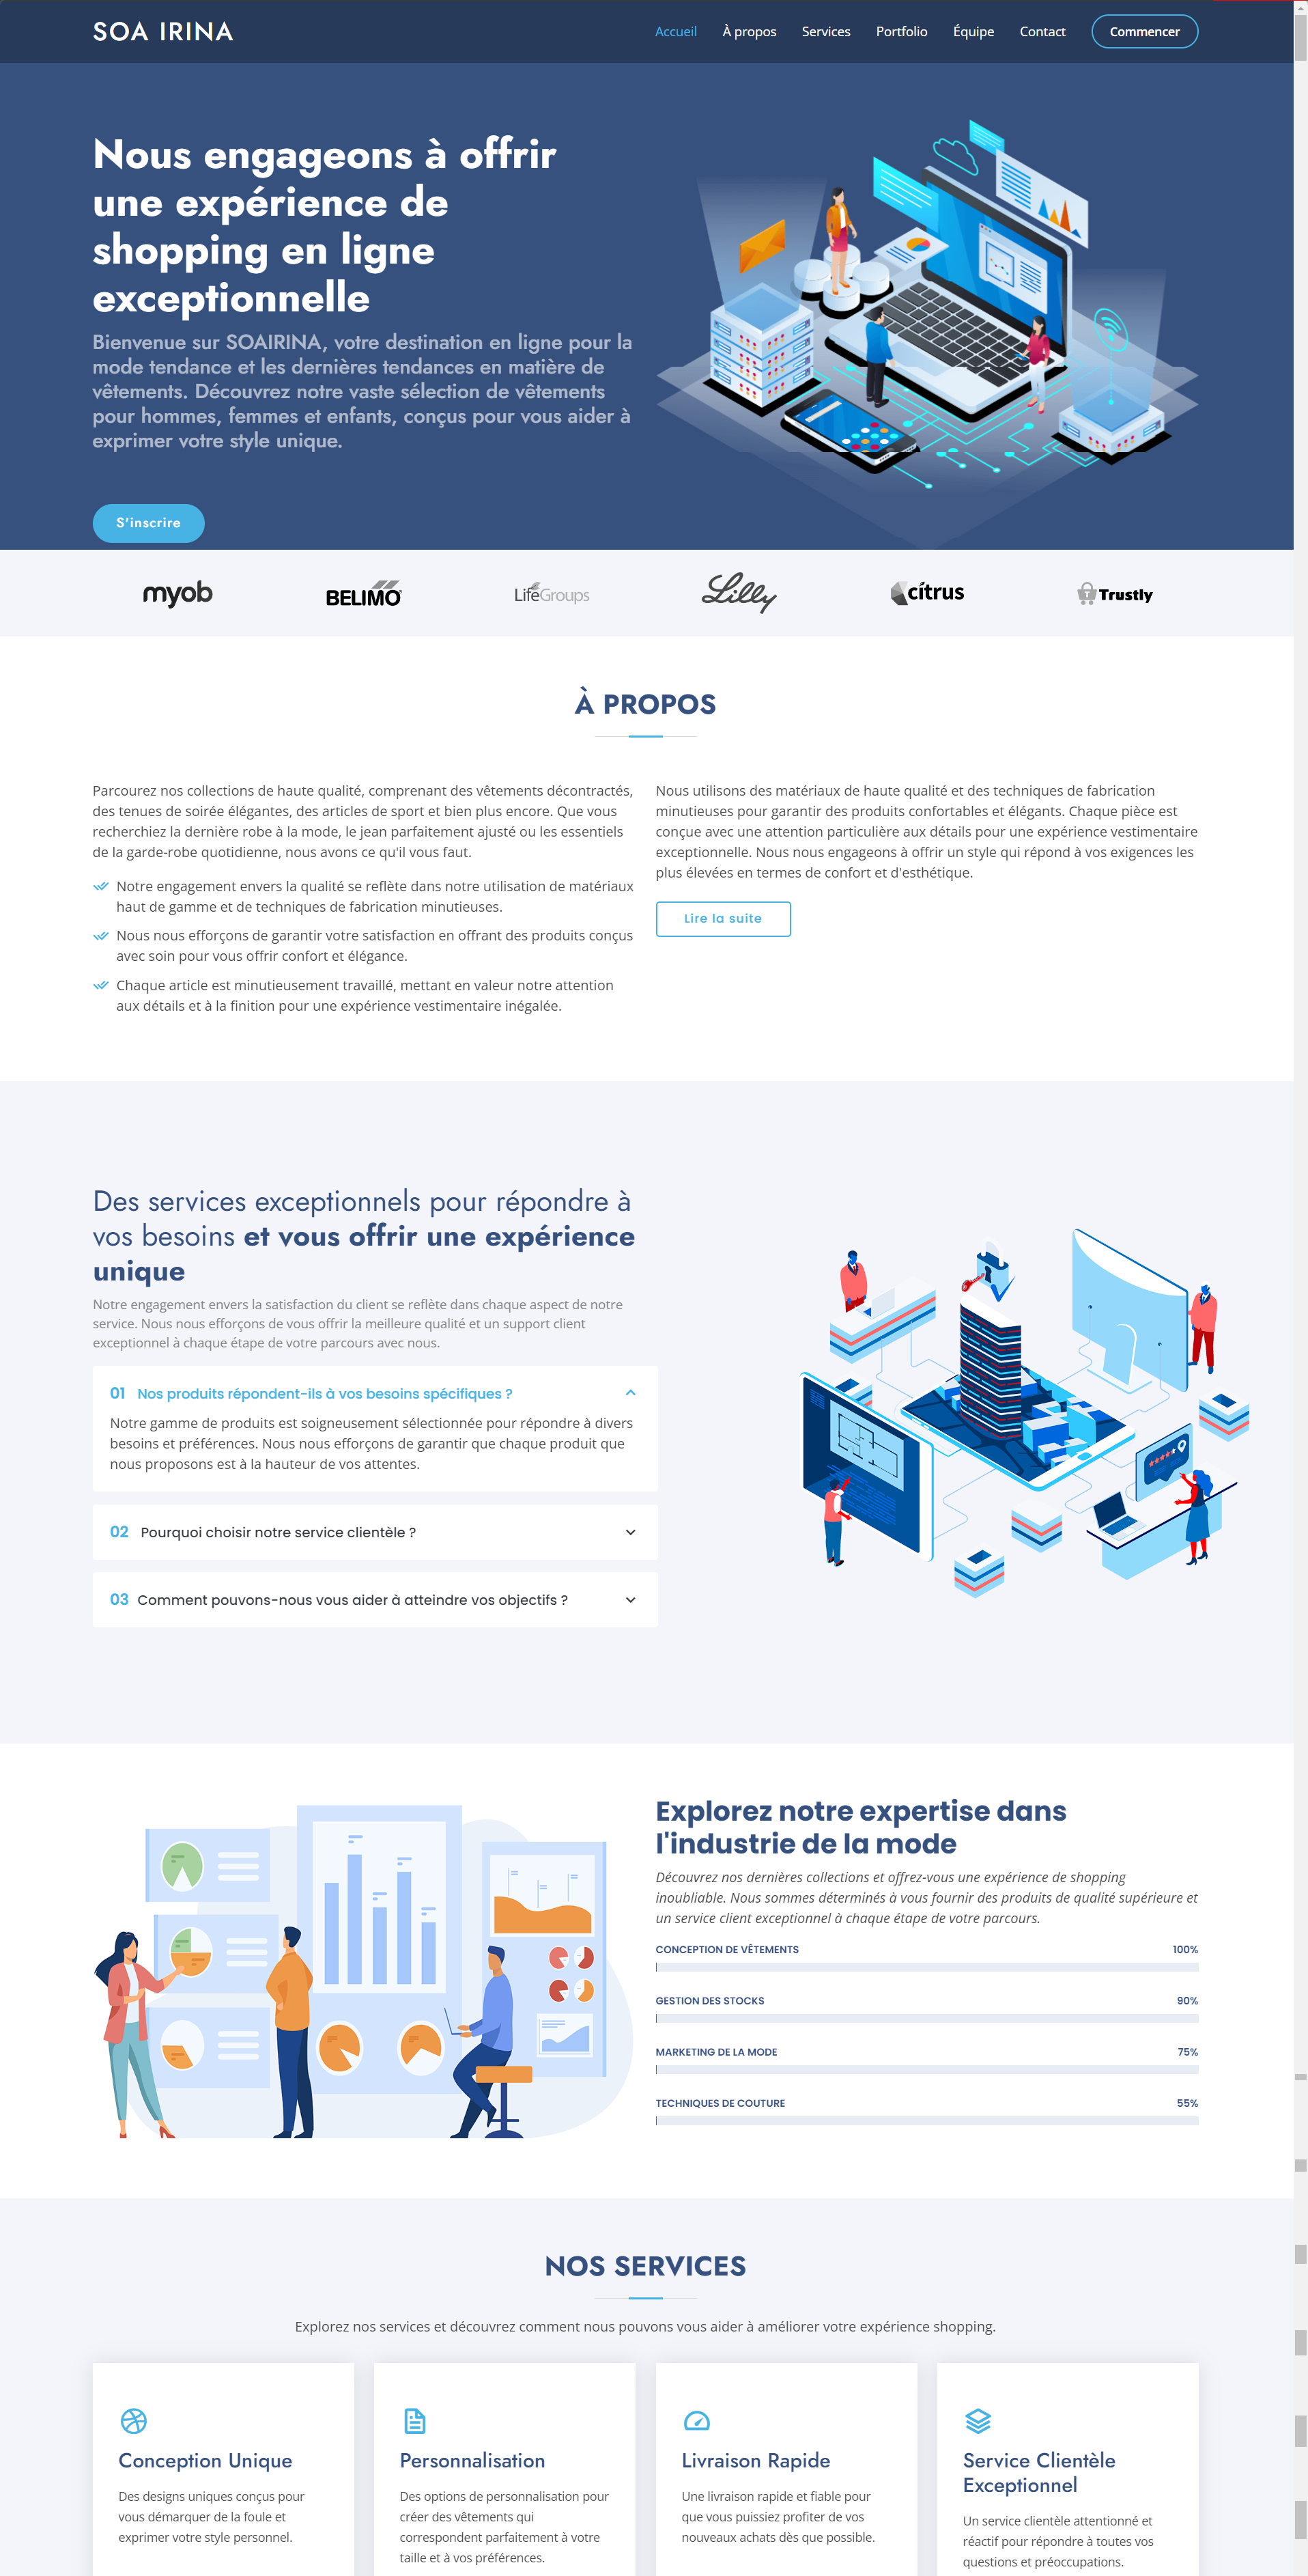 SOA IRINA
Accueil
À propos
Services
Portfolio
Équipe
Contact
Commencer
Nous engageons à offrir
une expérience de
shopping en ligne
exceptionnelle
Bienvenue sur SOAIRINA, votre destination en ligne pour la
mode tendance et les dernières tendances en matière de
vêtements. Découvrez notre vaste sélection de vêtements
pour hommes, femmes et enfants, conçus pour vous aider à
exprimer votre style unique.
S'inscrire
myob
BELIMO
LifeGroups
Lilly
cítrus
Trustly
À PROPOS
Parcourez nos collections de haute qualité, comprenant des vêtements décontractés,
des tenues de soirée élégantes, des articles de sport et bien plus encore. Que vous
recherchiez la dernière robe à la mode, le jean parfaitement ajusté ou les essentiels
de la garde-robe quotidienne, nous avons ce qu'il vous faut.
Notre engagement envers la qualité se reflète dans notre utilisation de matériaux
haut de gamme et de techniques de fabrication minutieuses.
Nous nous efforçons de garantir votre satisfaction en offrant des produits conçus
avec soin pour vous offrir confort et élégance.
Chaque article est minutieusement travaillé, mettant en valeur notre attention
aux détails et à la finition pour une expérience vestimentaire inégalée.
Nous utilisons des matériaux de haute qualité et des techniques de fabrication
minutieuses pour garantir des produits confortables et élégants. Chaque pièce est
conçue avec une attention particulière aux détails pour une expérience vestimentaire
exceptionnelle. Nous nous engageons à offrir un style qui répond à vos exigences les
plus élevées en termes de confort et d'esthétique.
Lire la suite
Des services exceptionnels pour répondre à
vos besoins et vous offrir une expérience
unique
Notre engagement envers la satisfaction du client se reflète dans chaque aspect de notre
service. Nous nous efforçons de vous offrir la meilleure qualité et un support client
exceptionnel à chaque étape de votre parcours avec nous.
01 Nos produits répondent-ils à vos besoins spécifiques ?
Notre gamme de produits est soigneusement sélectionnée pour répondre à divers
besoins et préférences. Nous nous efforçons de garantir que chaque produit que
nous proposons est à la hauteur de vos attentes.
02 Pourquoi choisir notre service clientèle ?
03 Comment pouvons-nous vous aider à atteindre vos objectifs ?
Explorez notre expertise dans
l'industrie de la mode
Découvrez nos dernières collections et offrez-vous une expérience de shopping
inoubliable. Nous sommes déterminés à vous fournir des produits de qualité supérieure et
un service client exceptionnel à chaque étape de votre parcours.
CONCEPTION DE VÊTEMENTS 100%
GESTION DES STOCKS 90%
MARKETING DE LA MODE 75%
TECHNIQUES DE COUTURE 55%
NOS SERVICES
Explorez nos services et découvrez comment nous pouvons vous aider à améliorer votre expérience shopping.
Conception Unique
Des designs uniques conçus pour
vous démarquer de la foule et
exprimer votre style personnel.
Personnalisation
Des options de personnalisation pour
créer des vêtements qui
correspondent parfaitement à votre
taille et à vos préférences.
Livraison Rapide
Une livraison rapide et fiable pour
que vous puissiez profiter de vos
nouveaux achats dès que possible.
Service Clientèle
Exceptionnel
Un service clientèle attentionné et
réactif pour répondre à toutes vos
questions et préoccupations.